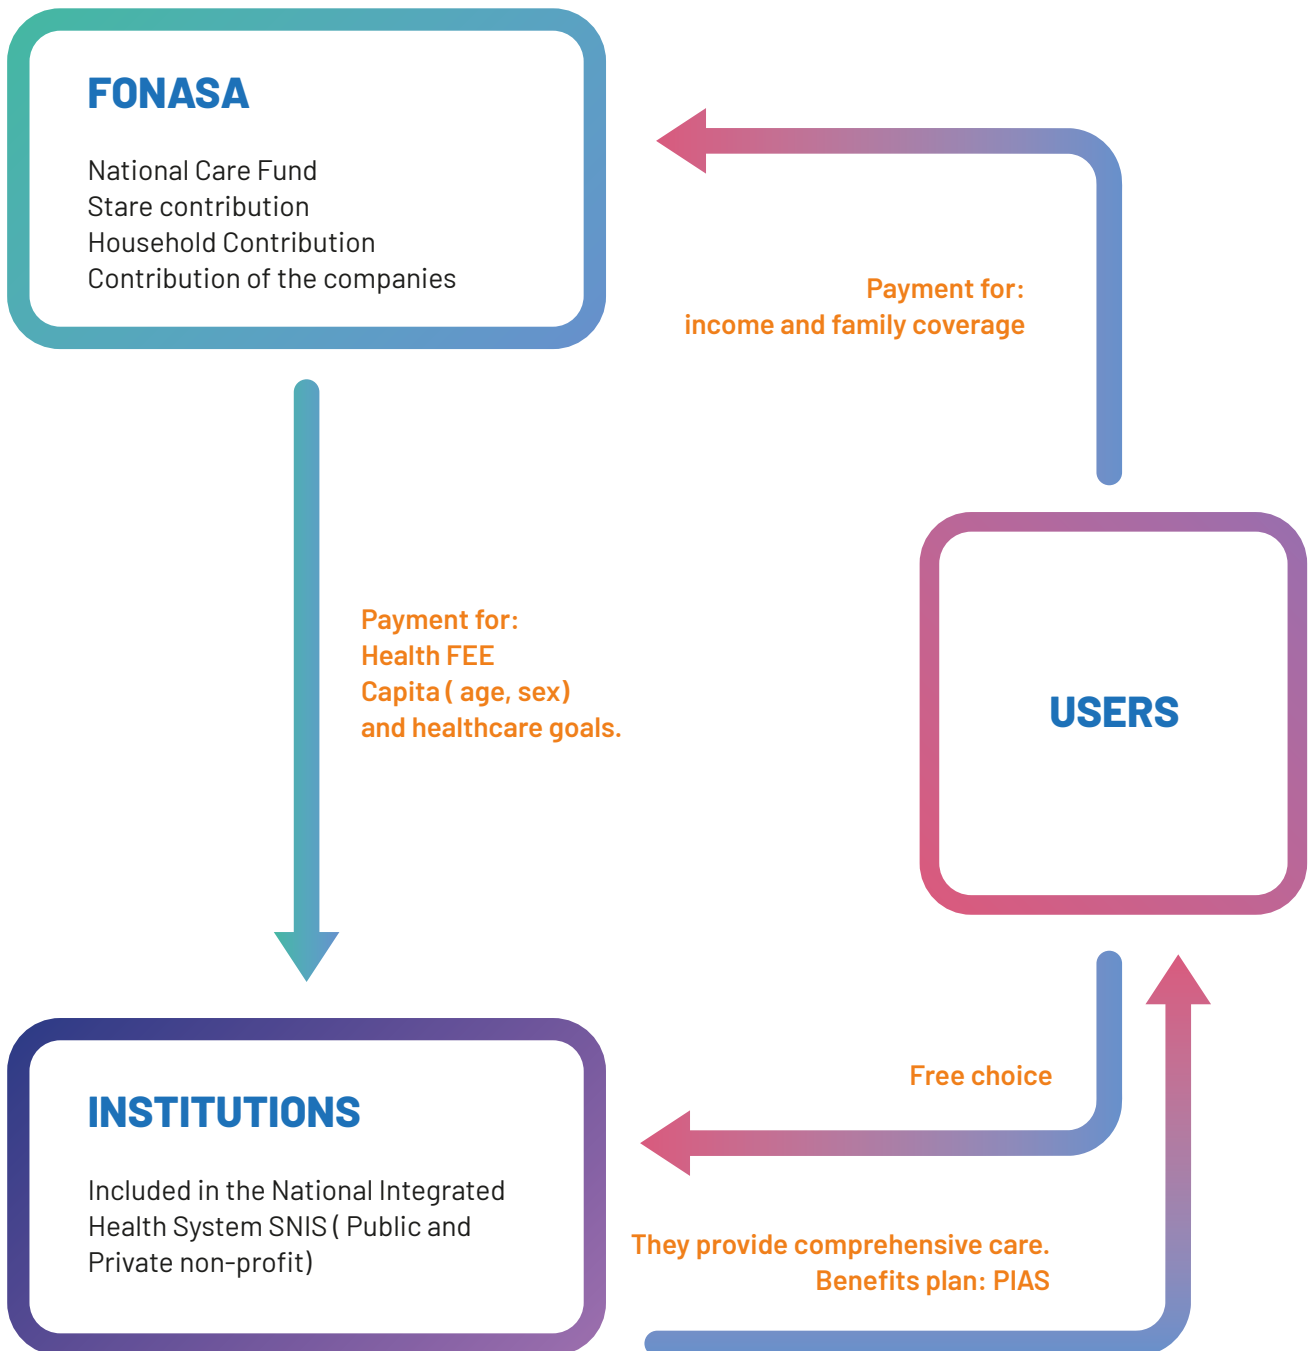 FONASA
National Care Fund
Stare contribution
Household Contribution
Contribution of the companies
Payment for:
income and family coverage
Payment for:
Health FEE
Capita ( age, sex)
and healthcare goals.
USERS
Free choice
INSTITUTIONS
Included in the National Integrated
Health System SNIS ( Public and
Private non-profit)
They provide comprehensive care.
Benefits plan: PIAS